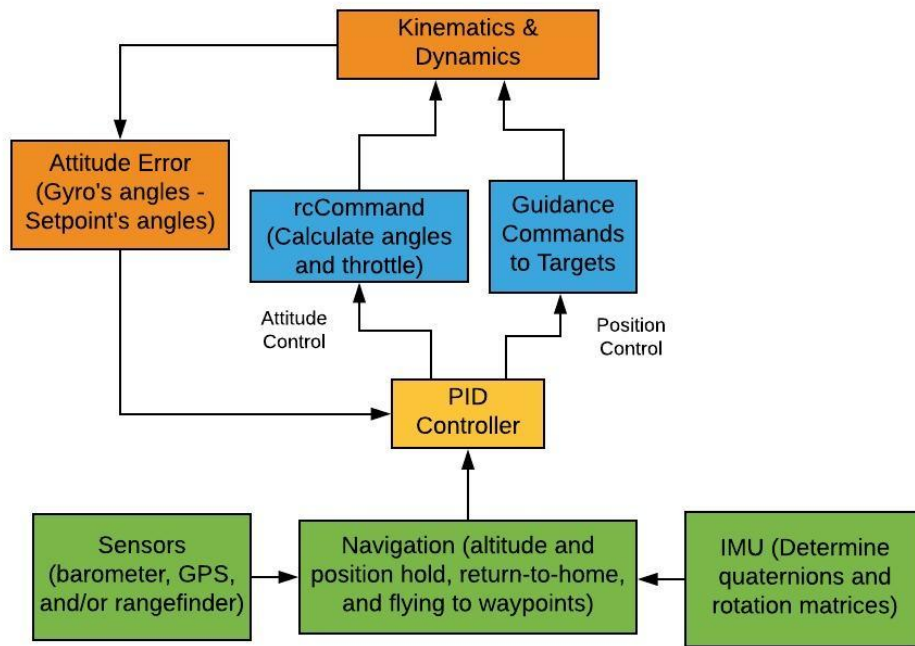 Kinematics &
Dynamics
Attitude Error
(Gyro's angles -
Setpoint's angles)
rcCommand
(Calculate angles
and throttle)
Guidance
Commands
to Targets
Attitude
Control
Position
Control
PID
Controller
Sensors
(barometer, GPS,
and/or rangefinder)
Navigation (altitude and
position hold, return-to-home,
and flying to waypoints)
IMU (Determine
quaternions and
rotation matrices)